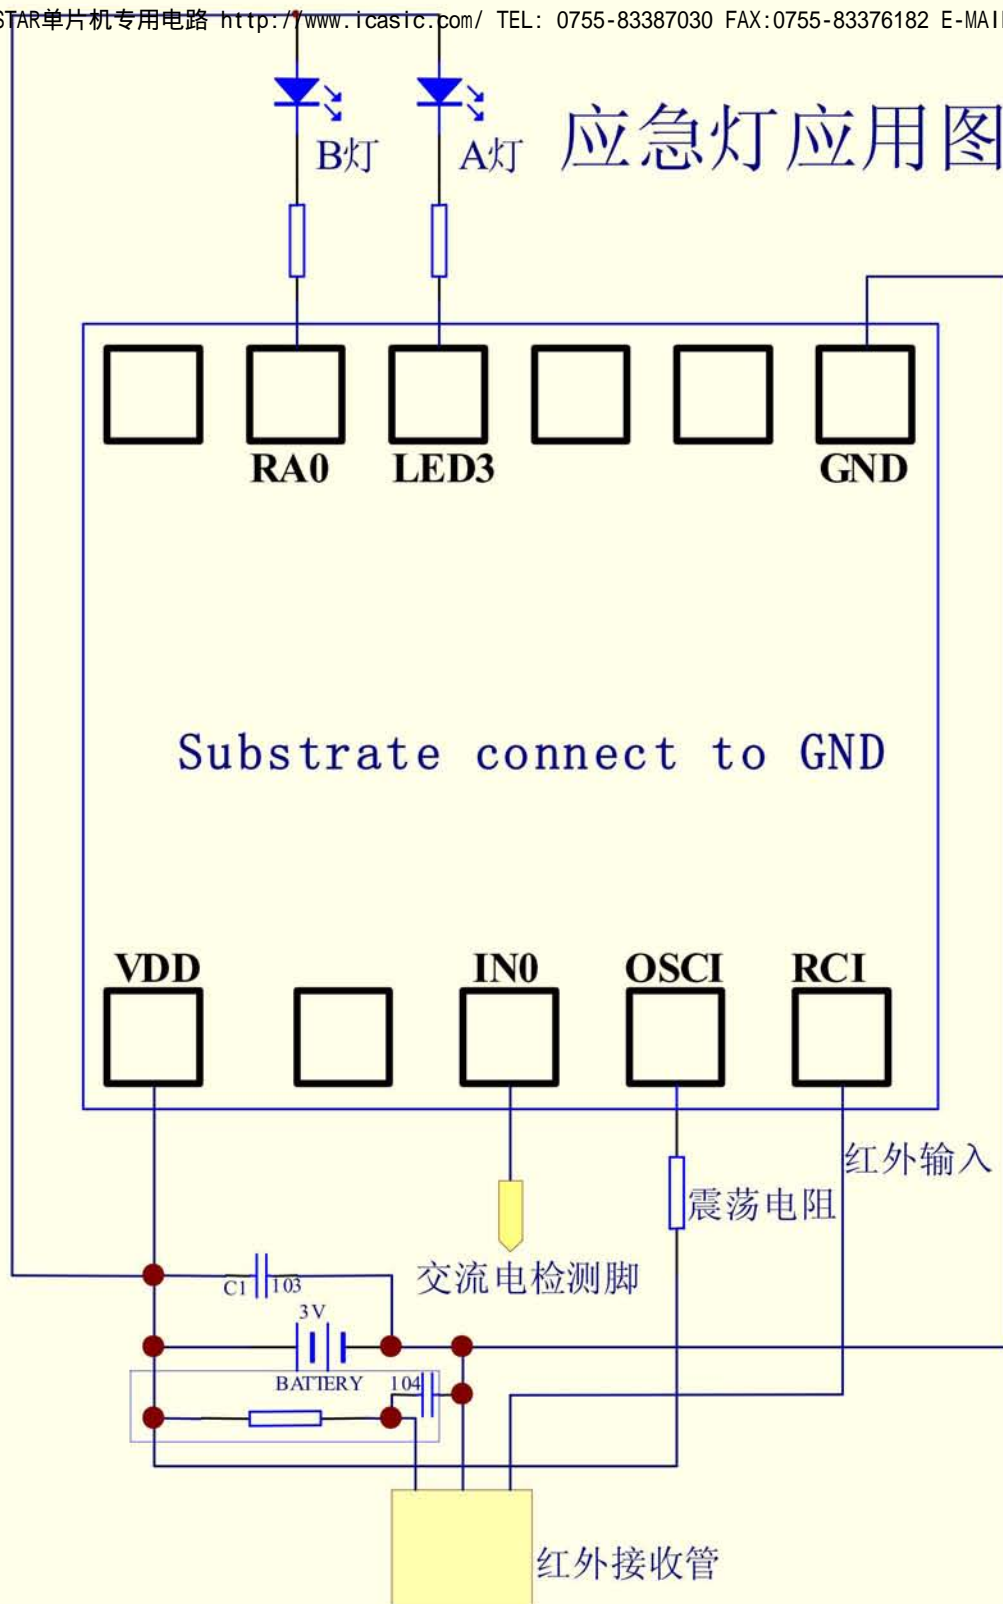 STAR单片机专用电路 http://www.icasic.com/ TEL: 0755-83387030 FAX:0755-83376182 E-MAI
B灯
A灯
应急灯应用图
RA0
LED3
GND
Substrate connect to GND
VDD
IN0
OSCI
RCI
红外输入
震荡电阻
交流电检测脚
C1
103
3V
BATTERY
104
红外接收管